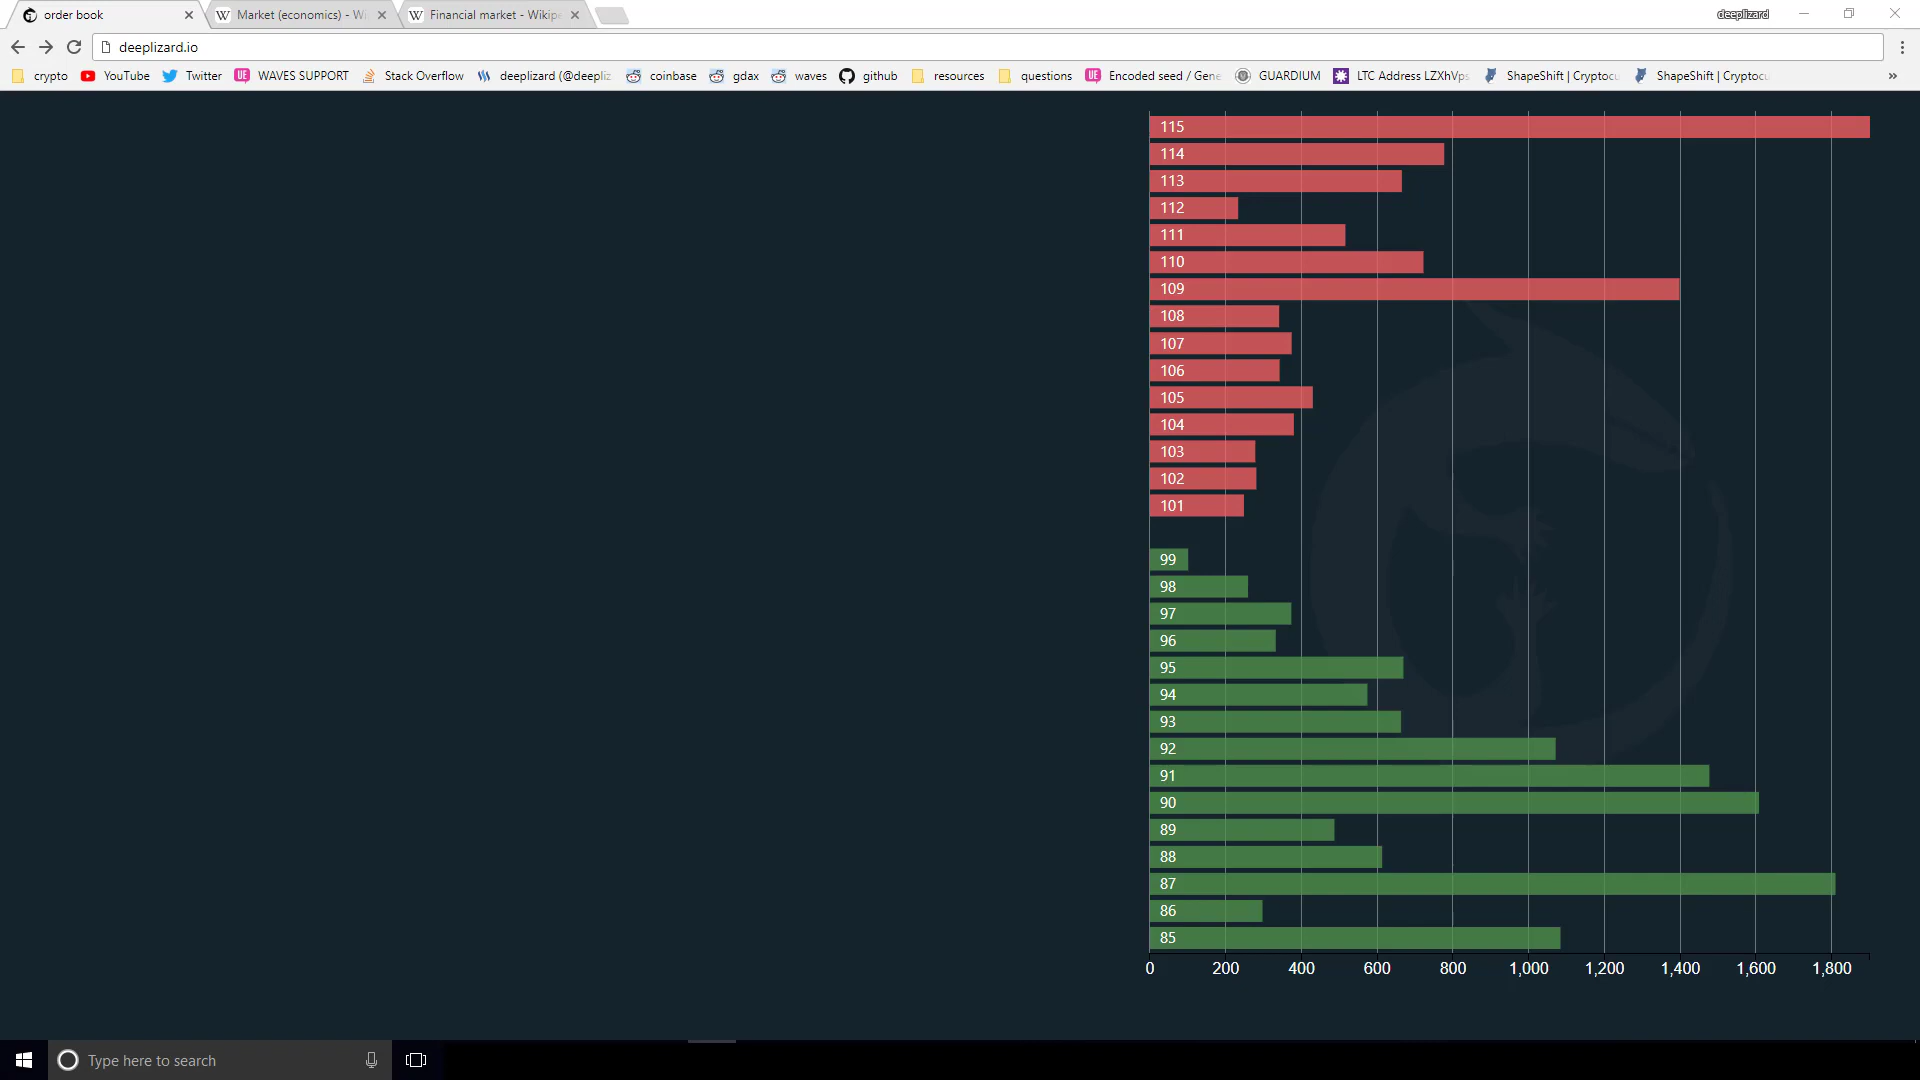 order book
Market (economics) - Wi
Financial market - Wikipe
deeplizard
deeplizard.io
crypto
YouTube
Twitter
WAVES SUPPORT
Stack Overflow
deeplizard (@deepliz
coinbase
gdax
waves
github
resources
questions
Encoded seed / Gene
GUARDIUM
LTC Address LZXhVps
ShapeShift | Cryptocu
ShapeShift | Cryptocu
»
115
114
113
112
111
110
109
108
107
106
105
104
103
102
101
99
98
97
96
95
94
93
92
91
90
89
88
87
86
85
0 200 400 600 800 1,000 1,200 1,400 1,600 1,800
Type here to search